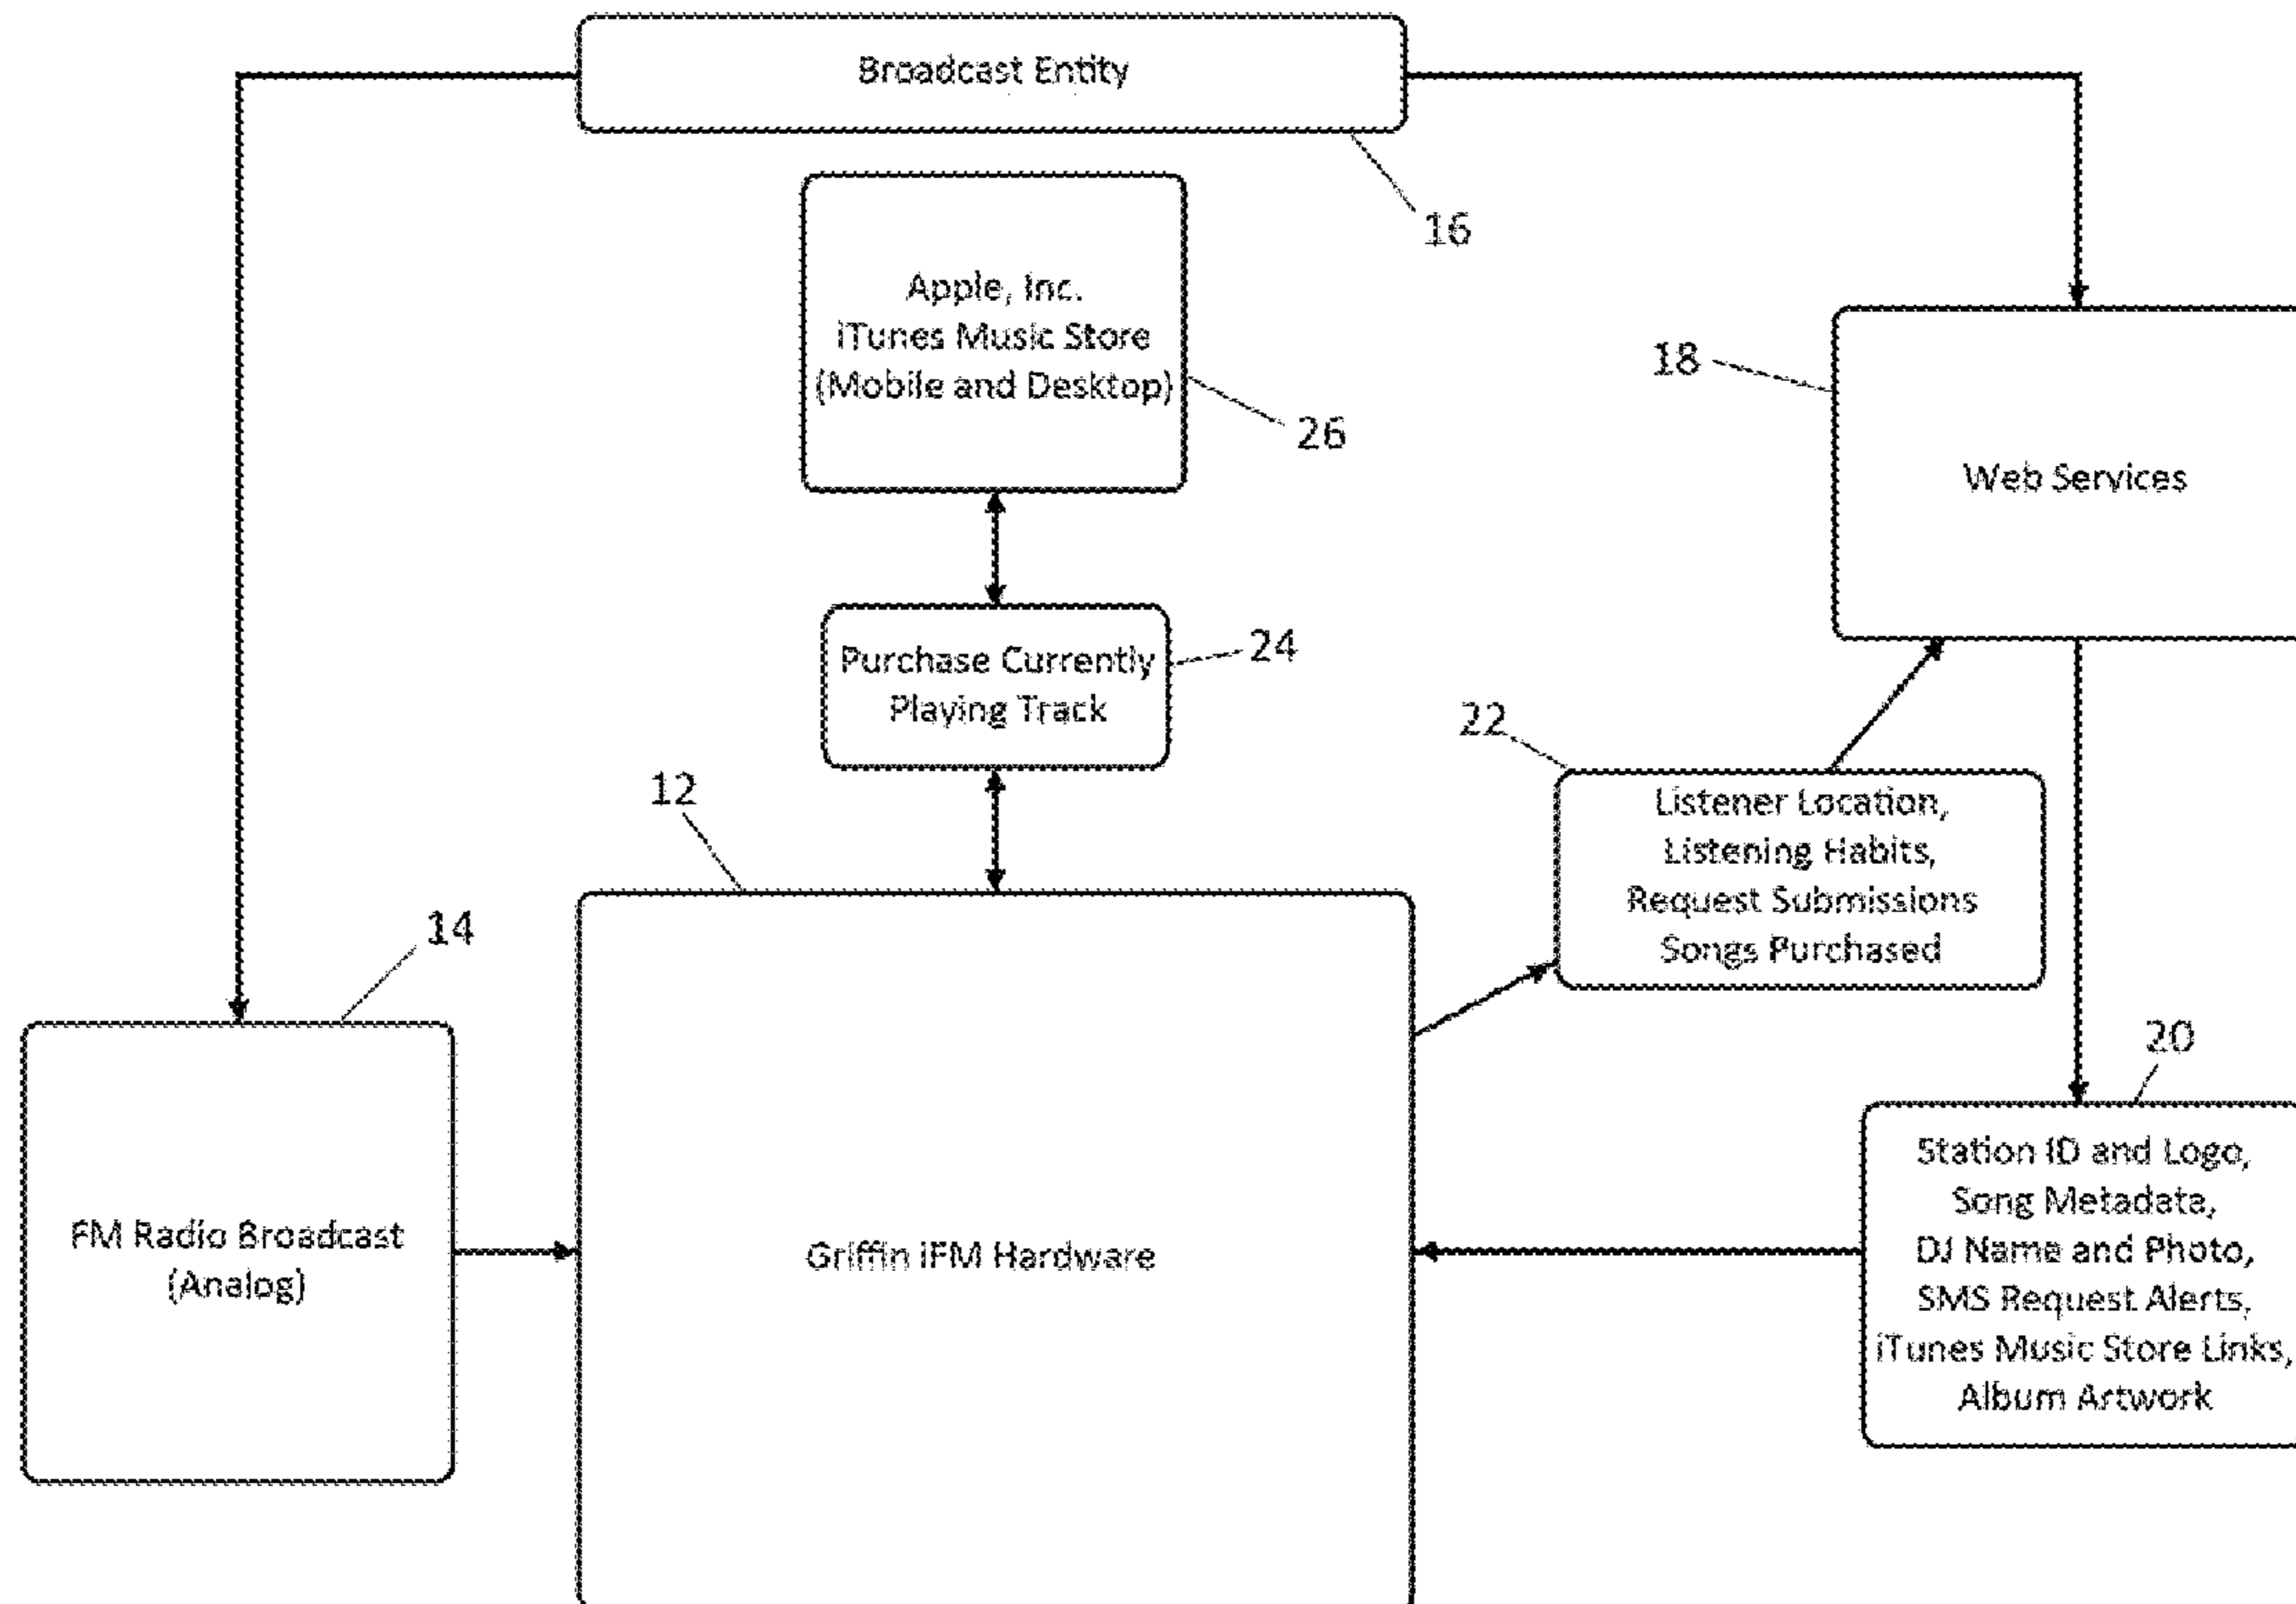 Broadcast Entity
16
Apple, Inc.
iTunes Music Store
(Mobile and Desktop)
26
18
Web Services
Purchase Currently
Playing Track
24
22
Listener Location,
Listening Habits,
Request Submissions
Songs Purchased
12
14
FM Radio Broadcast
(Analog)
Griffin iFM Hardware
20
Station ID and Logo,
Song Metadata,
DJ Name and Photo,
SMS Request Alerts,
iTunes Music Store Links,
Album Artwork